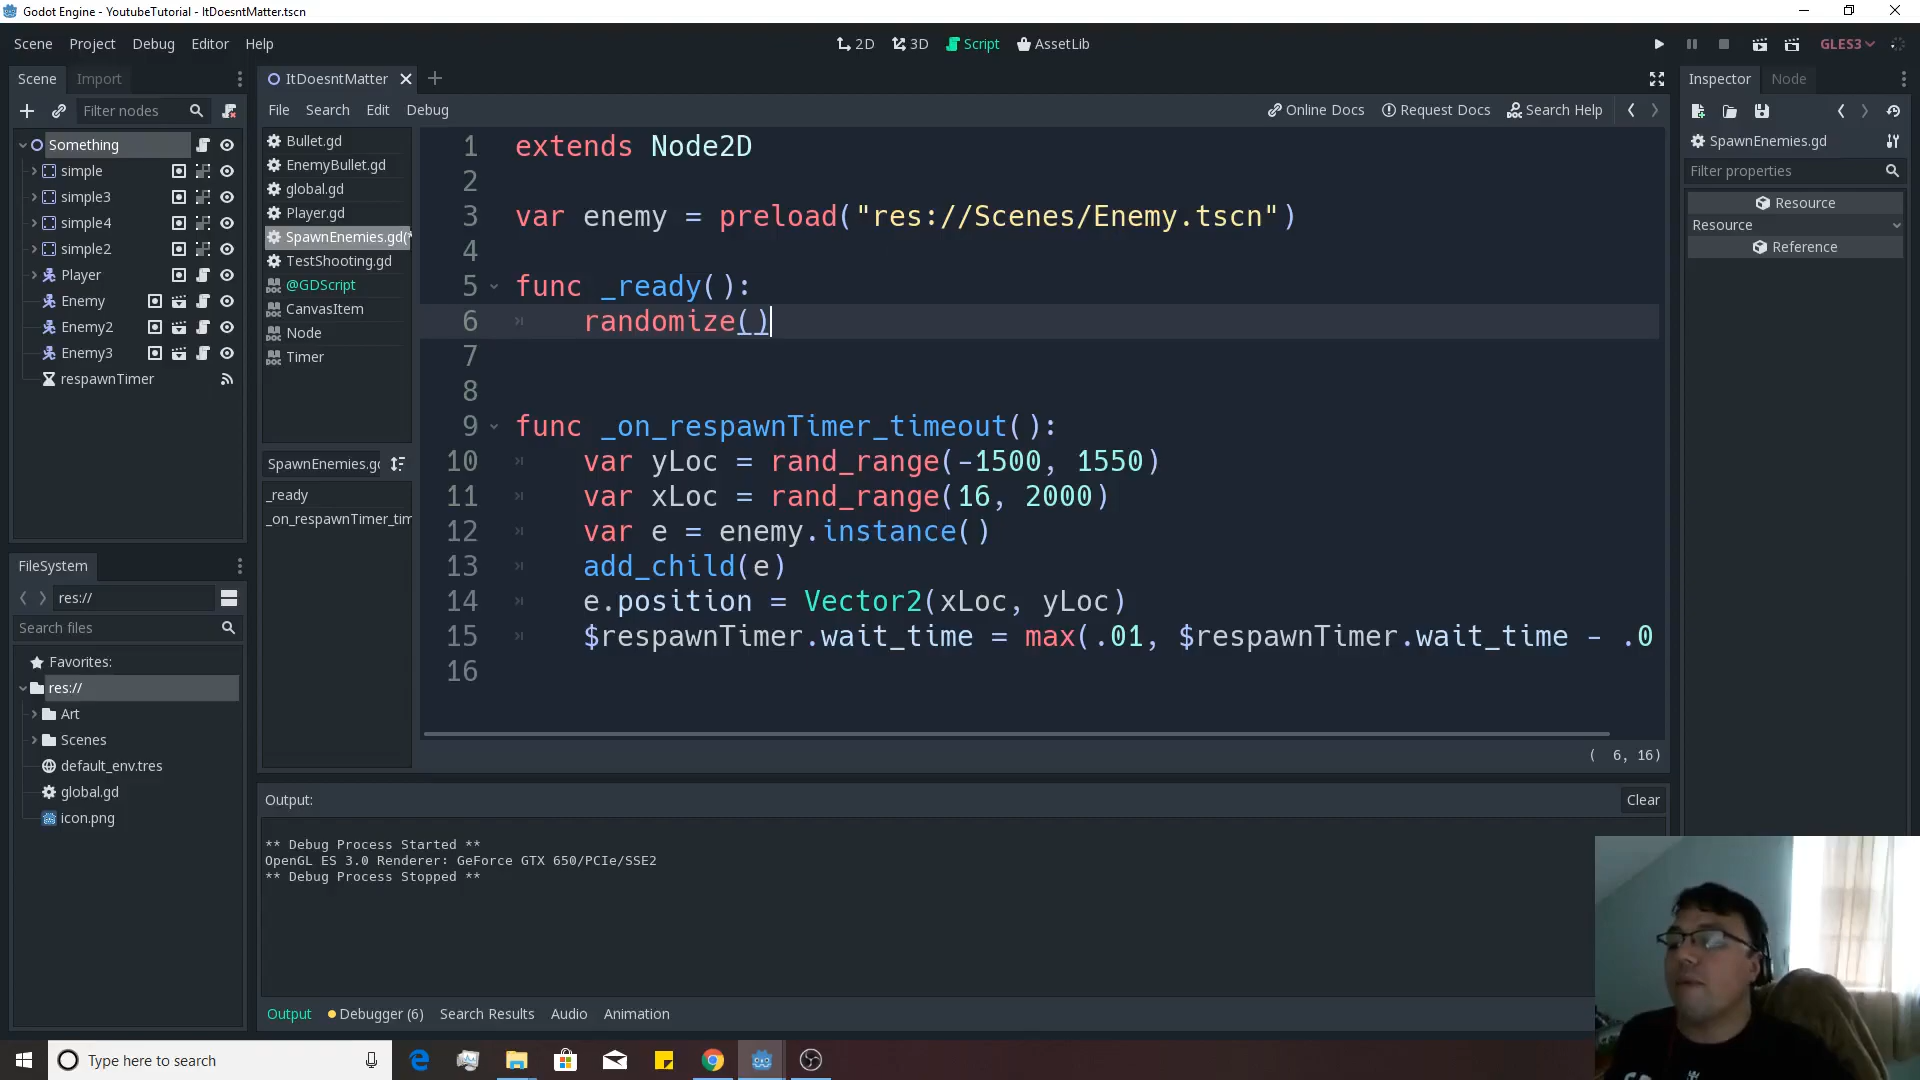 Godot Engine - YoutubeTutorial - ItDoesntMatter.tscn
Scene Project Debug Editor Help
2D 3D Script AssetLib
GLES3
Scene Import
ItDoesntMatter
Inspector Node
Filter nodes
File Search Edit Debug
Online Docs Request Docs Search Help
Something
simple
simple3
simple4
simple2
Player
Enemy
Enemy2
Enemy3
respawnTimer
Bullet.gd
EnemyBullet.gd
global.gd
Player.gd
SpawnEnemies.gd(*
TestShooting.gd
@GDScript
CanvasItem
Node
Timer
SpawnEnemies.gd
_ready
_on_respawnTimer_tim
1 extends Node2D
2
3 var enemy = preload("res://Scenes/Enemy.tscn")
4
5 func _ready():
6 randomize()
7
8
9 func _on_respawnTimer_timeout():
10 var yLoc = rand_range(-1500, 1550)
11 var xLoc = rand_range(16, 2000)
12 var e = enemy.instance()
13 add_child(e)
14 e.position = Vector2(xLoc, yLoc)
15 $respawnTimer.wait_time = max(.01, $respawnTimer.wait_time - .0
16
( 6, 16)
SpawnEnemies.gd
Filter properties
Resource
Resource
Reference
FileSystem
res://
Search files
Favorites:
res://
Art
Scenes
default_env.tres
global.gd
icon.png
Output:
Clear
** Debug Process Started **
OpenGL ES 3.0 Renderer: GeForce GTX 650/PCIe/SSE2
** Debug Process Stopped **
Output Debugger (6) Search Results Audio Animation
Type here to search